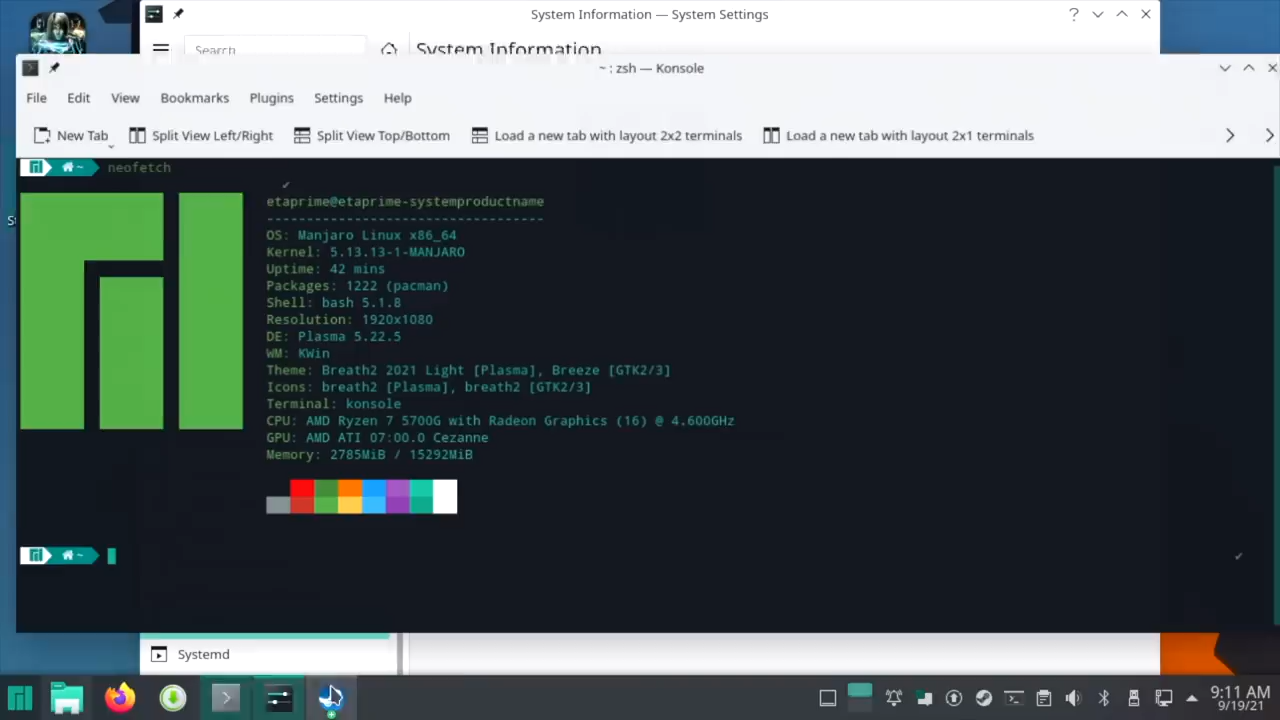 System Information — System Settings
Search
System Information
~ : zsh — Konsole
File Edit View Bookmarks Plugins Settings Help
New Tab Split View Left/Right Split View Top/Bottom Load a new tab with layout 2x2 terminals Load a new tab with layout 2x1 terminals
~ neofetch
etaprime@etaprime-systemproductname
-----------------------------------
OS: Manjaro Linux x86_64
Kernel: 5.13.13-1-MANJARO
Uptime: 42 mins
Packages: 1222 (pacman)
Shell: bash 5.1.8
Resolution: 1920x1080
DE: Plasma 5.22.5
WM: KWin
Theme: Breath2 2021 Light [Plasma], Breeze [GTK2/3]
Icons: breath2 [Plasma], breath2 [GTK2/3]
Terminal: konsole
CPU: AMD Ryzen 7 5700G with Radeon Graphics (16) @ 4.600GHz
GPU: AMD ATI 07:00.0 Cezanne
Memory: 2785MiB / 15292MiB
~
Systemd
9:11 AM
9/19/21